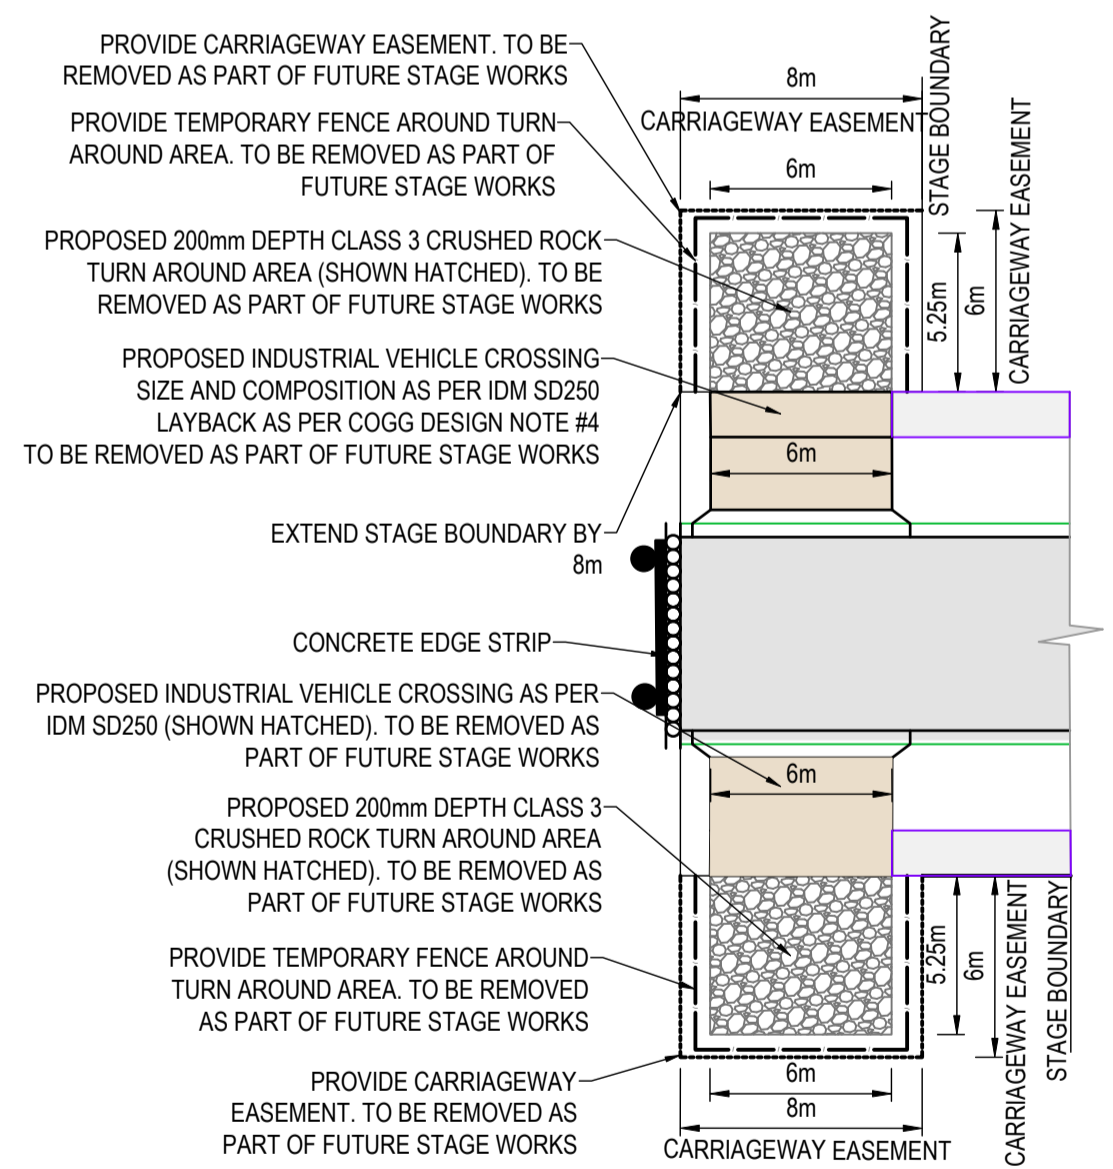 PROVIDE CARRIAGEWAY EASEMENT. TO BE
REMOVED AS PART OF FUTURE STAGE WORKS
8m
CARRIAGEWAY EASEMENT
STAGE BOUNDARY
PROVIDE TEMPORARY FENCE AROUND TURN
AROUND AREA. TO BE REMOVED AS PART OF
FUTURE STAGE WORKS
6m
CARRIAGEWAY EASEMENT
PROPOSED 200mm DEPTH CLASS 3 CRUSHED ROCK
TURN AROUND AREA (SHOWN HATCHED). TO BE
REMOVED AS PART OF FUTURE STAGE WORKS
5.25m
6m
PROPOSED INDUSTRIAL VEHICLE CROSSING
SIZE AND COMPOSITION AS PER IDM SD250
LAYBACK AS PER COGG DESIGN NOTE #4
TO BE REMOVED AS PART OF FUTURE STAGE WORKS
6m
EXTEND STAGE BOUNDARY BY
8m
CONCRETE EDGE STRIP
PROPOSED INDUSTRIAL VEHICLE CROSSING AS PER
IDM SD250 (SHOWN HATCHED). TO BE REMOVED AS
PART OF FUTURE STAGE WORKS
6m
PROPOSED 200mm DEPTH CLASS 3
CRUSHED ROCK TURN AROUND AREA
(SHOWN HATCHED). TO BE REMOVED AS
PART OF FUTURE STAGE WORKS
5.25m
6m
CARRIAGEWAY EASEMENT
STAGE BOUNDARY
PROVIDE TEMPORARY FENCE AROUND
TURN AROUND AREA. TO BE REMOVED
AS PART OF FUTURE STAGE WORKS
PROVIDE CARRIAGEWAY
EASEMENT. TO BE REMOVED AS
PART OF FUTURE STAGE WORKS
6m
8m
CARRIAGEWAY EASEMENT